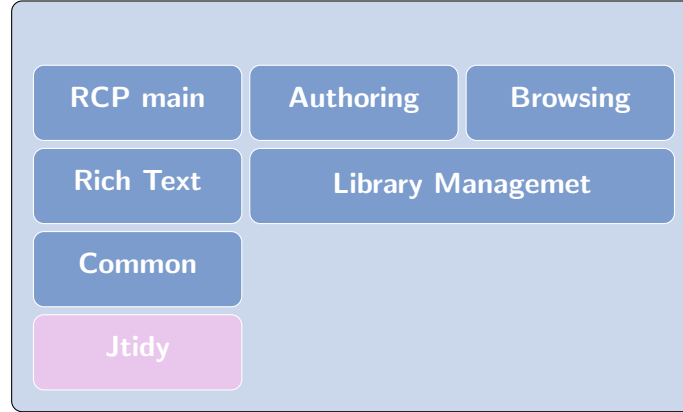 RCP main
Authoring
Browsing
Rich Text
Library Managemet
Common
Jtidy